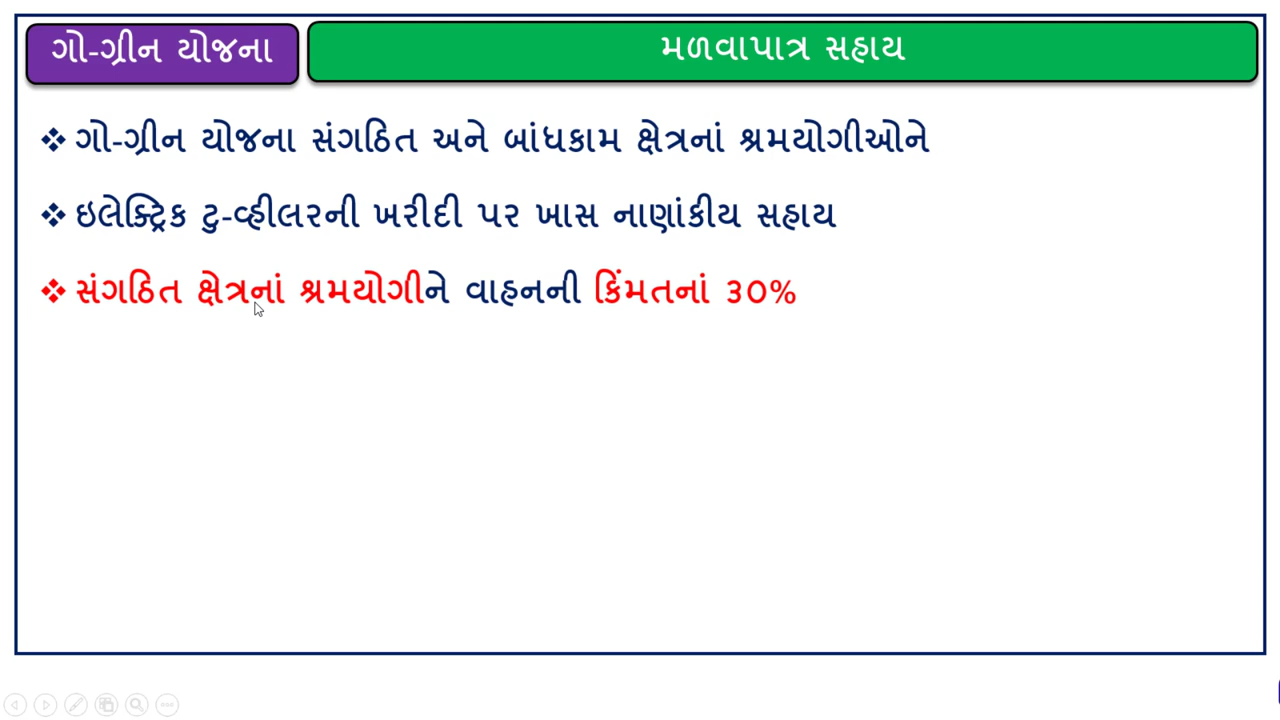 ગો-ગ્રીન યોજના
મળવાપાત્ર સહાય
ગો-ગ્રીન યોજના સંગઠિત અને બાંધકામ ક્ષેત્રનાં શ્રમયોગીઓને
ઇલેક્ટ્રિક ટુ-વ્હીલરની ખરીદી પર ખાસ નાણાંકીય સહાય
સંગઠિત ક્ષેત્રનાં શ્રમયોગીને વાહનની કિંમતનાં ૩૦%